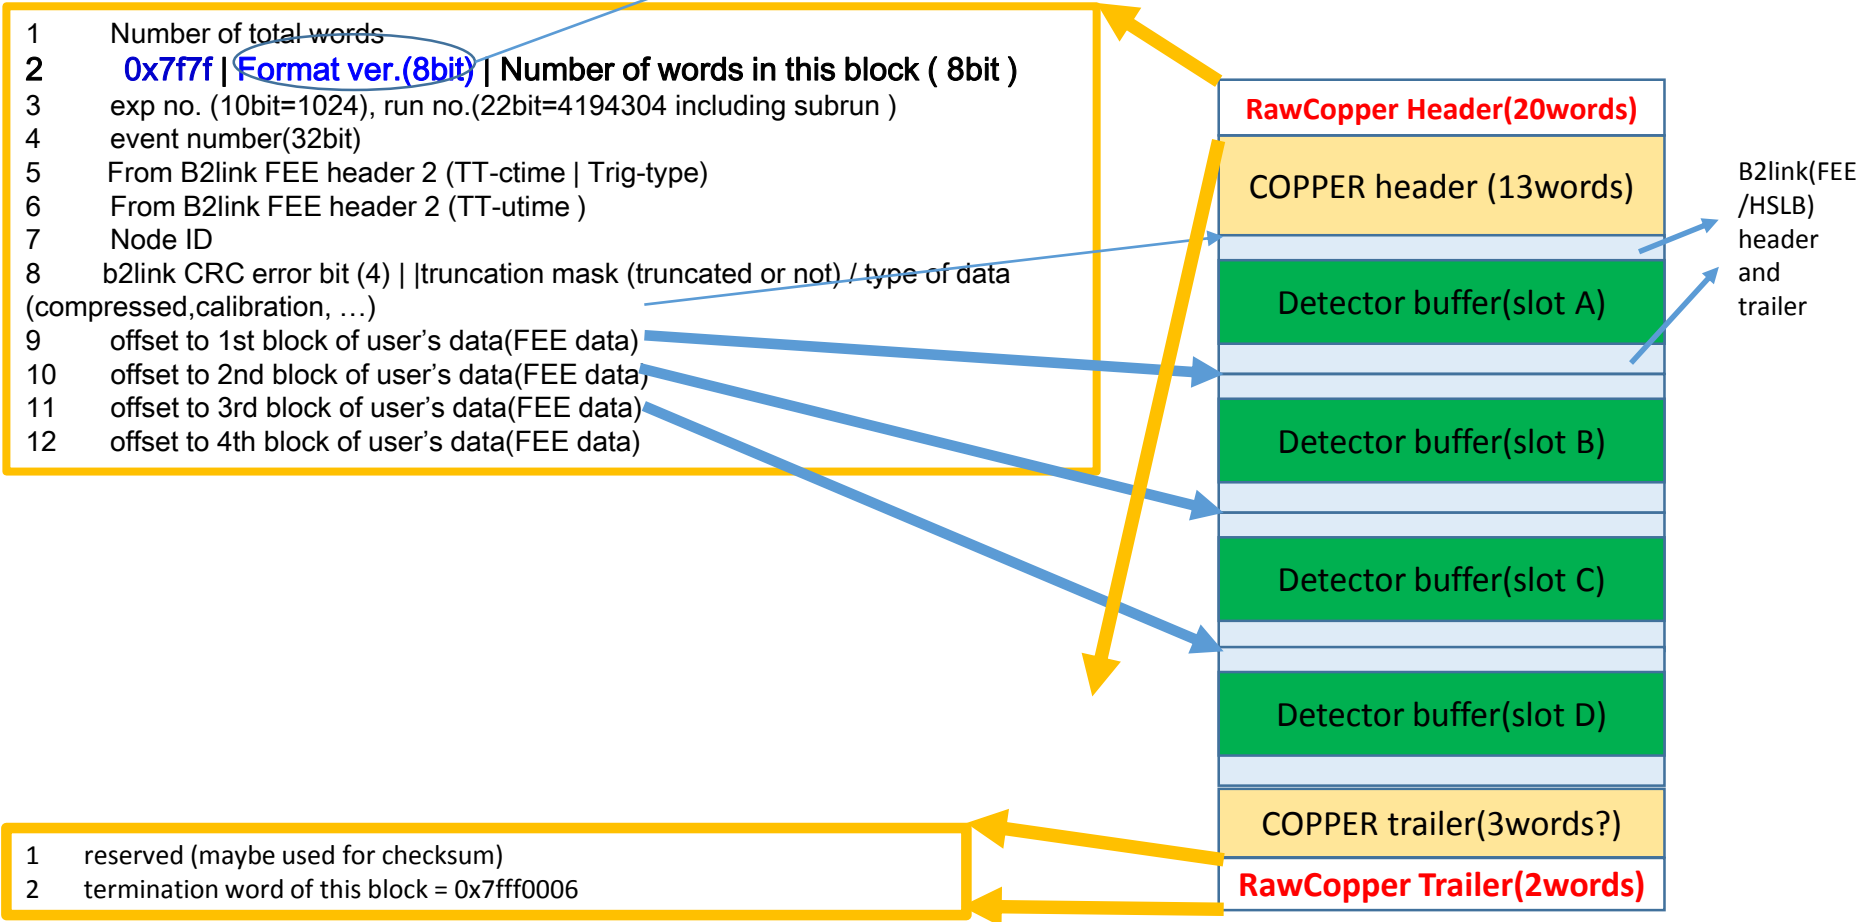 1 Number of total words
2 0x7f7f | Format ver.(8bit) | Number of words in this block ( 8bit )
3 exp no. (10bit=1024), run no.(22bit=4194304 including subrun )
4 event number(32bit)
5 From B2link FEE header 2 (TT-ctime | Trig-type)
6 From B2link FEE header 2 (TT-utime )
7 Node ID
8 b2link CRC error bit (4) | |truncation mask (truncated or not) / type of data
(compressed,calibration, …)
9 offset to 1st block of user’s data(FEE data)
10 offset to 2nd block of user’s data(FEE data)
11 offset to 3rd block of user’s data(FEE data)
12 offset to 4th block of user’s data(FEE data)
RawCopper Header(20words)
COPPER header (13words)
Detector buffer(slot A)
Detector buffer(slot B)
Detector buffer(slot C)
Detector buffer(slot D)
COPPER trailer(3words?)
RawCopper Trailer(2words)
B2link(FEE
/HSLB)
header
and
trailer
1 reserved (maybe used for checksum)
2 termination word of this block = 0x7fff0006